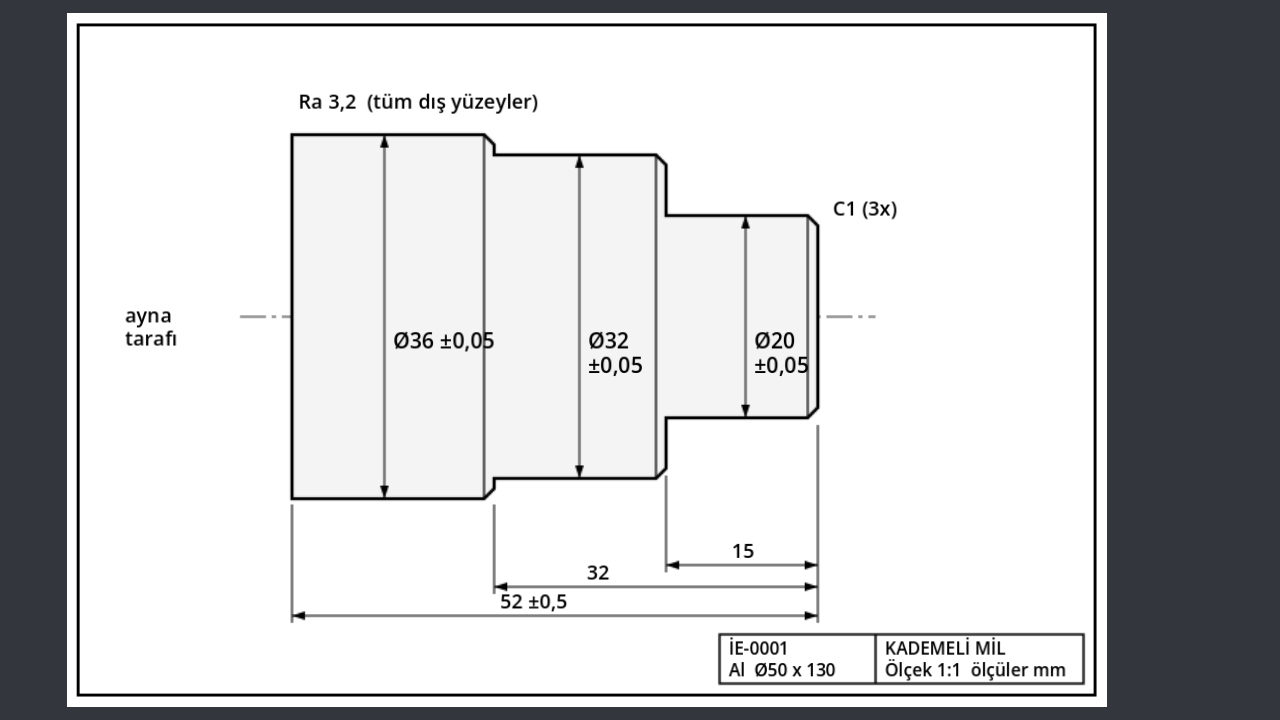 Ra 3,2  (tüm dış yüzeyler)
C1 (3x)
ayna
tarafı
Ø36 ±0,05
Ø32
±0,05
Ø20
±0,05
15
32
52 ±0,5
İE-0001
Al  Ø50 x 130
KADEMELİ MİL
Ölçek 1:1  ölçüler mm